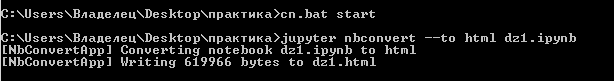 C:\Users\Владелец\Desktop\практика>cn.bat start
C:\Users\Владелец\Desktop\практика>jupyter nbconvert --to html dz1.ipynb
[NbConvertApp] Converting notebook dz1.ipynb to html
[NbConvertApp] Writing 619966 bytes to dz1.html